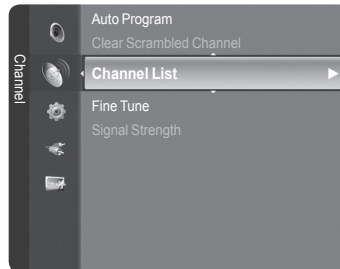 Channel
Auto Program
Clear Scrambled Channel
Channel List
Fine Tune
Signal Strength